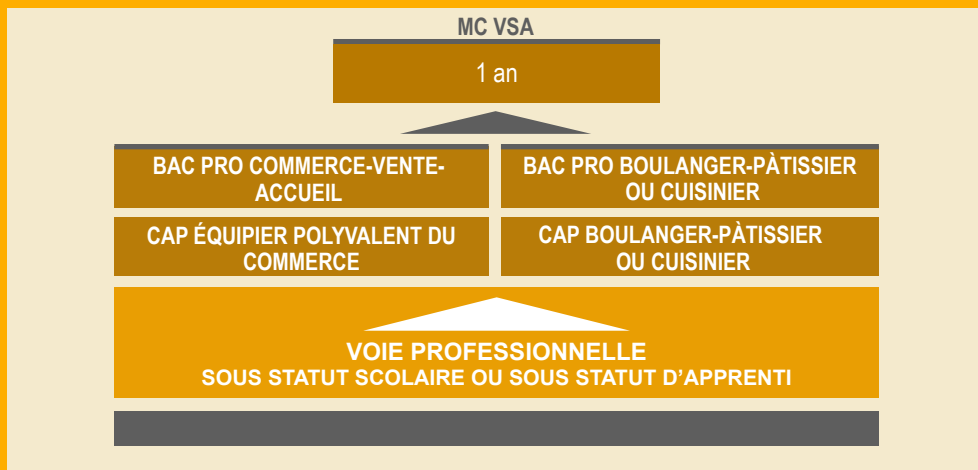 MC VSA
1 an
BAC PRO COMMERCE-VENTE-
ACCUEIL
BAC PRO BOULANGER-PÀTISSIER
OU CUISINIER
CAP ÉQUIPIER POLYVALENT DU
COMMERCE
CAP BOULANGER-PÀTISSIER
OU CUISINIER
VOIE PROFESSIONNELLE
SOUS STATUT SCOLAIRE OU SOUS STATUT D’APPRENTI